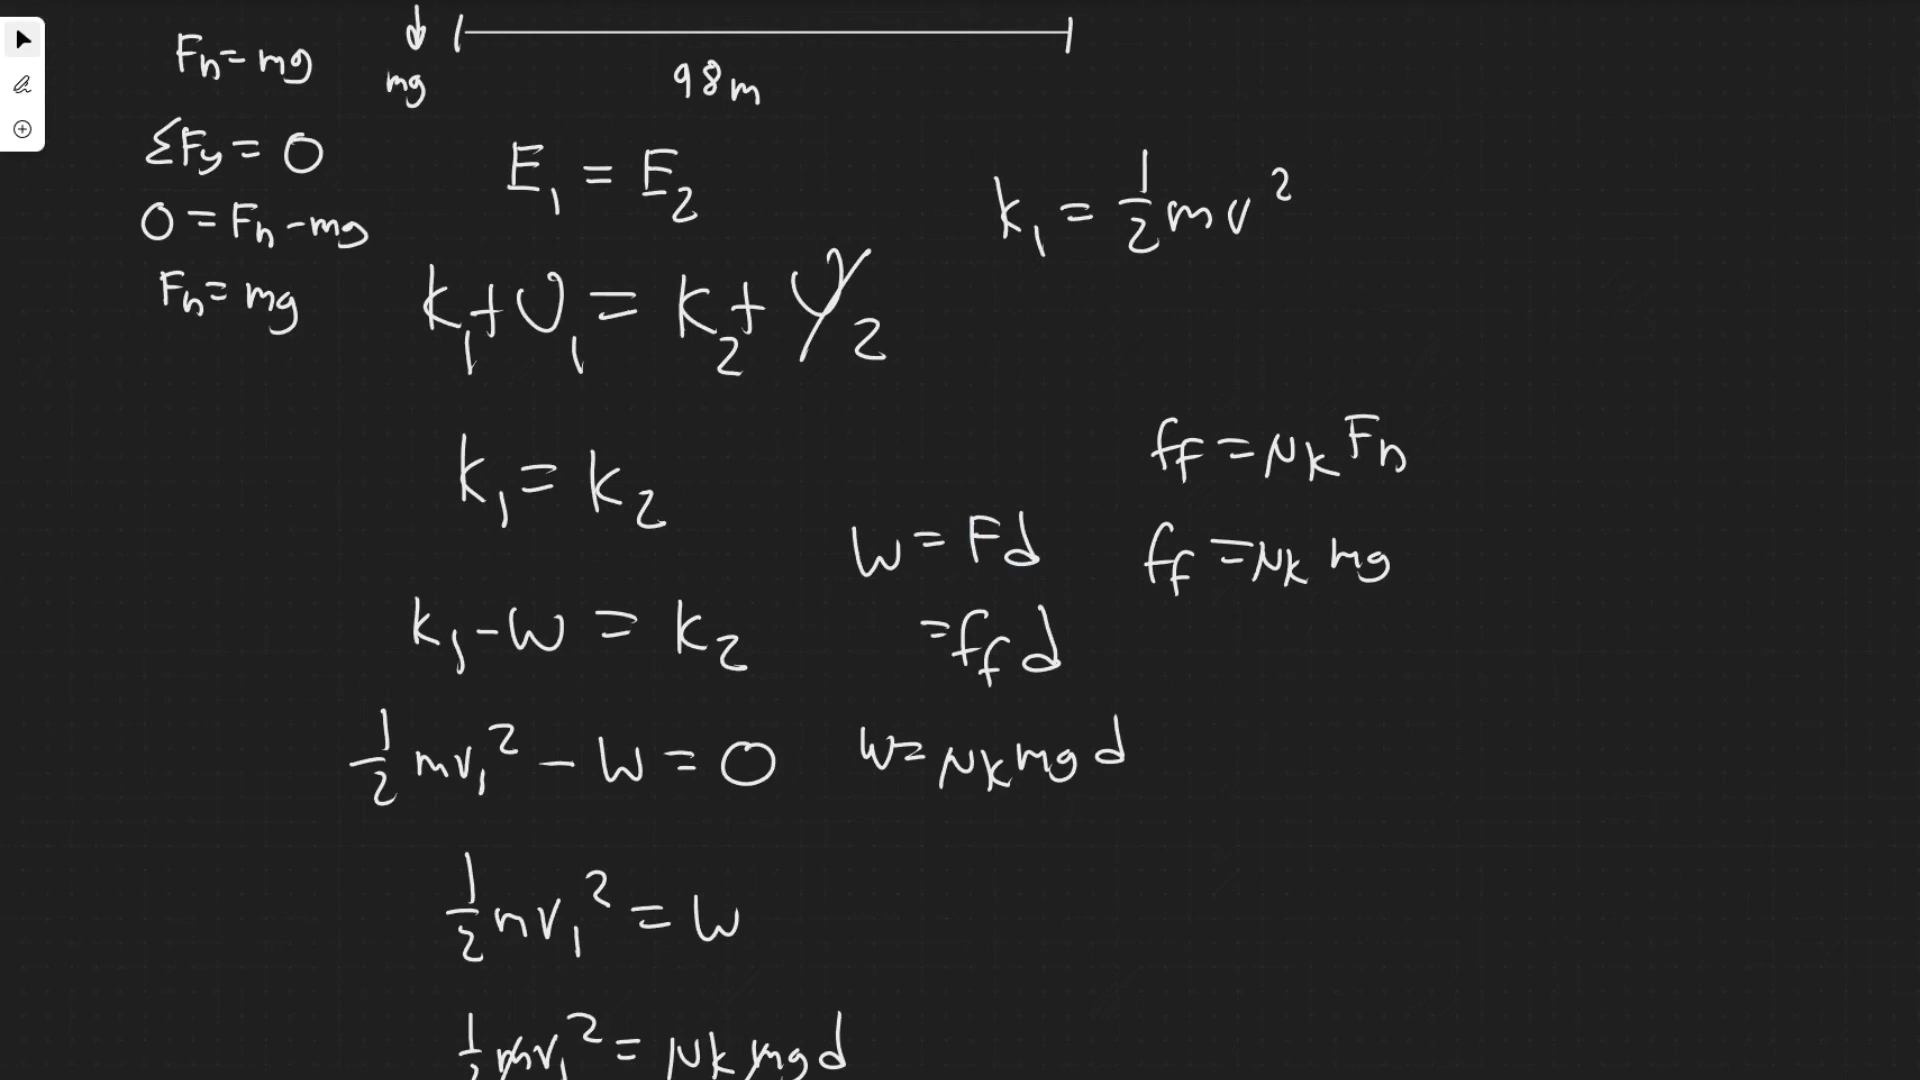 Fn = mg
mg
98m
ΣFy = 0
0 = Fn - mg
Fn = mg
E₁ = E₂
k₁ = 1/2 mv²
k₁ + U₁ = k₂ + U₂
k₁ = k₂
ff = μk Fn
W = Fd
ff = μk mg
k₁ - W = k₂
= ff d
1/2 mv₁² - W = 0
W = μk mg d
1/2 mv₁² = W
1/2 mv₁² = μk mg d